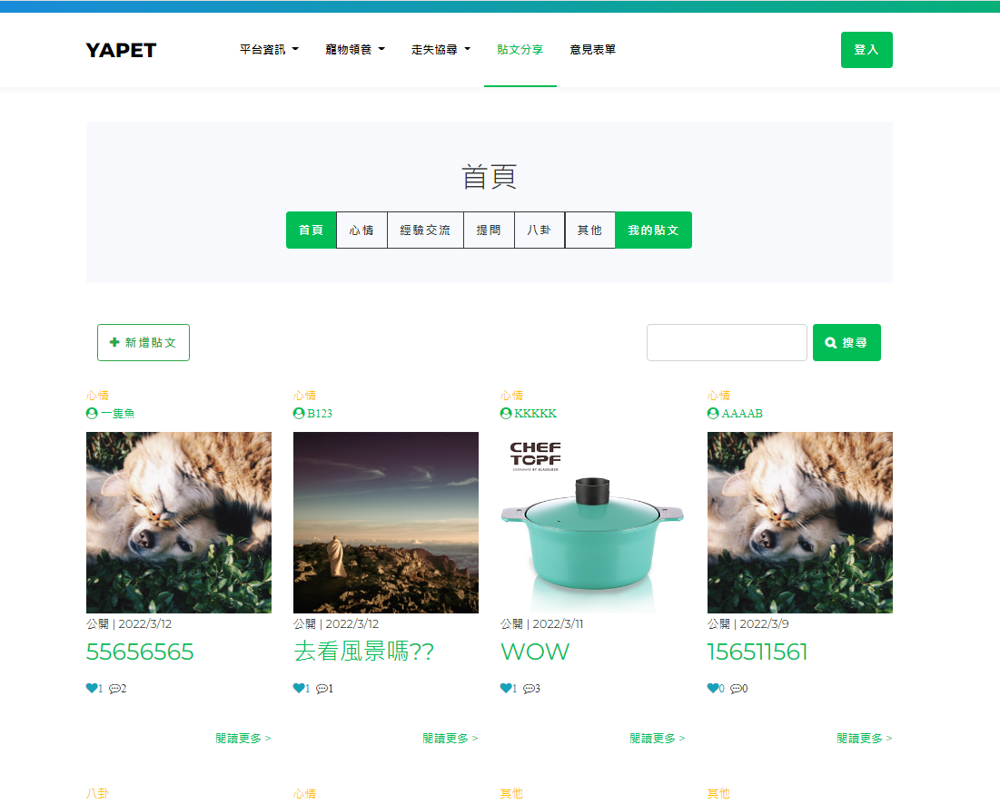 YAPET 平台資訊 寵物領養 走失協尋 貼文分享 意見表單 登入
首頁
首頁 心情 經驗交流 提問 八卦 其他 我的貼文
新增貼文 搜尋
心情 心情 心情 心情
一隻魚 B123 KKKKK AAAAB
CHEF
TOPF
COOKWARE BY GLASSLOCK
公開 | 2022/3/12 公開 | 2022/3/12 公開 | 2022/3/11 公開 | 2022/3/9
55656565 去看風景嗎?? WOW 156511561
1 2 1 1 1 3 0 0
閱讀更多 > 閱讀更多 > 閱讀更多 > 閱讀更多 >
八卦 心情 其他 其他